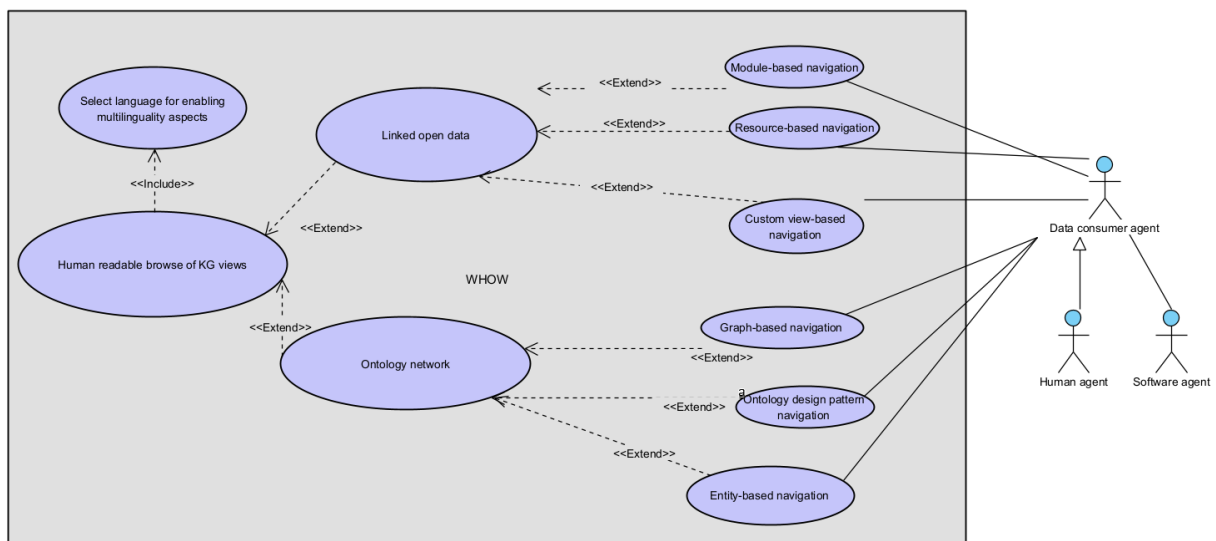 Module-based navigation
<<Extend>>
Select language for enabling
multilinguality aspects
Linked open data
<<Extend>>
Resource-based navigation
<<Include>>
<<Extend>>
Custom view-based
navigation
<<Extend>>
Data consumer agent
Human readable browse of KG views
WHOW
<<Extend>>
Graph-based navigation
<<Extend>>
Ontology network
Human agent
Software agent
a
Ontology design pattern
navigation
<<Extend>>
<<Extend>>
Entity-based navigation